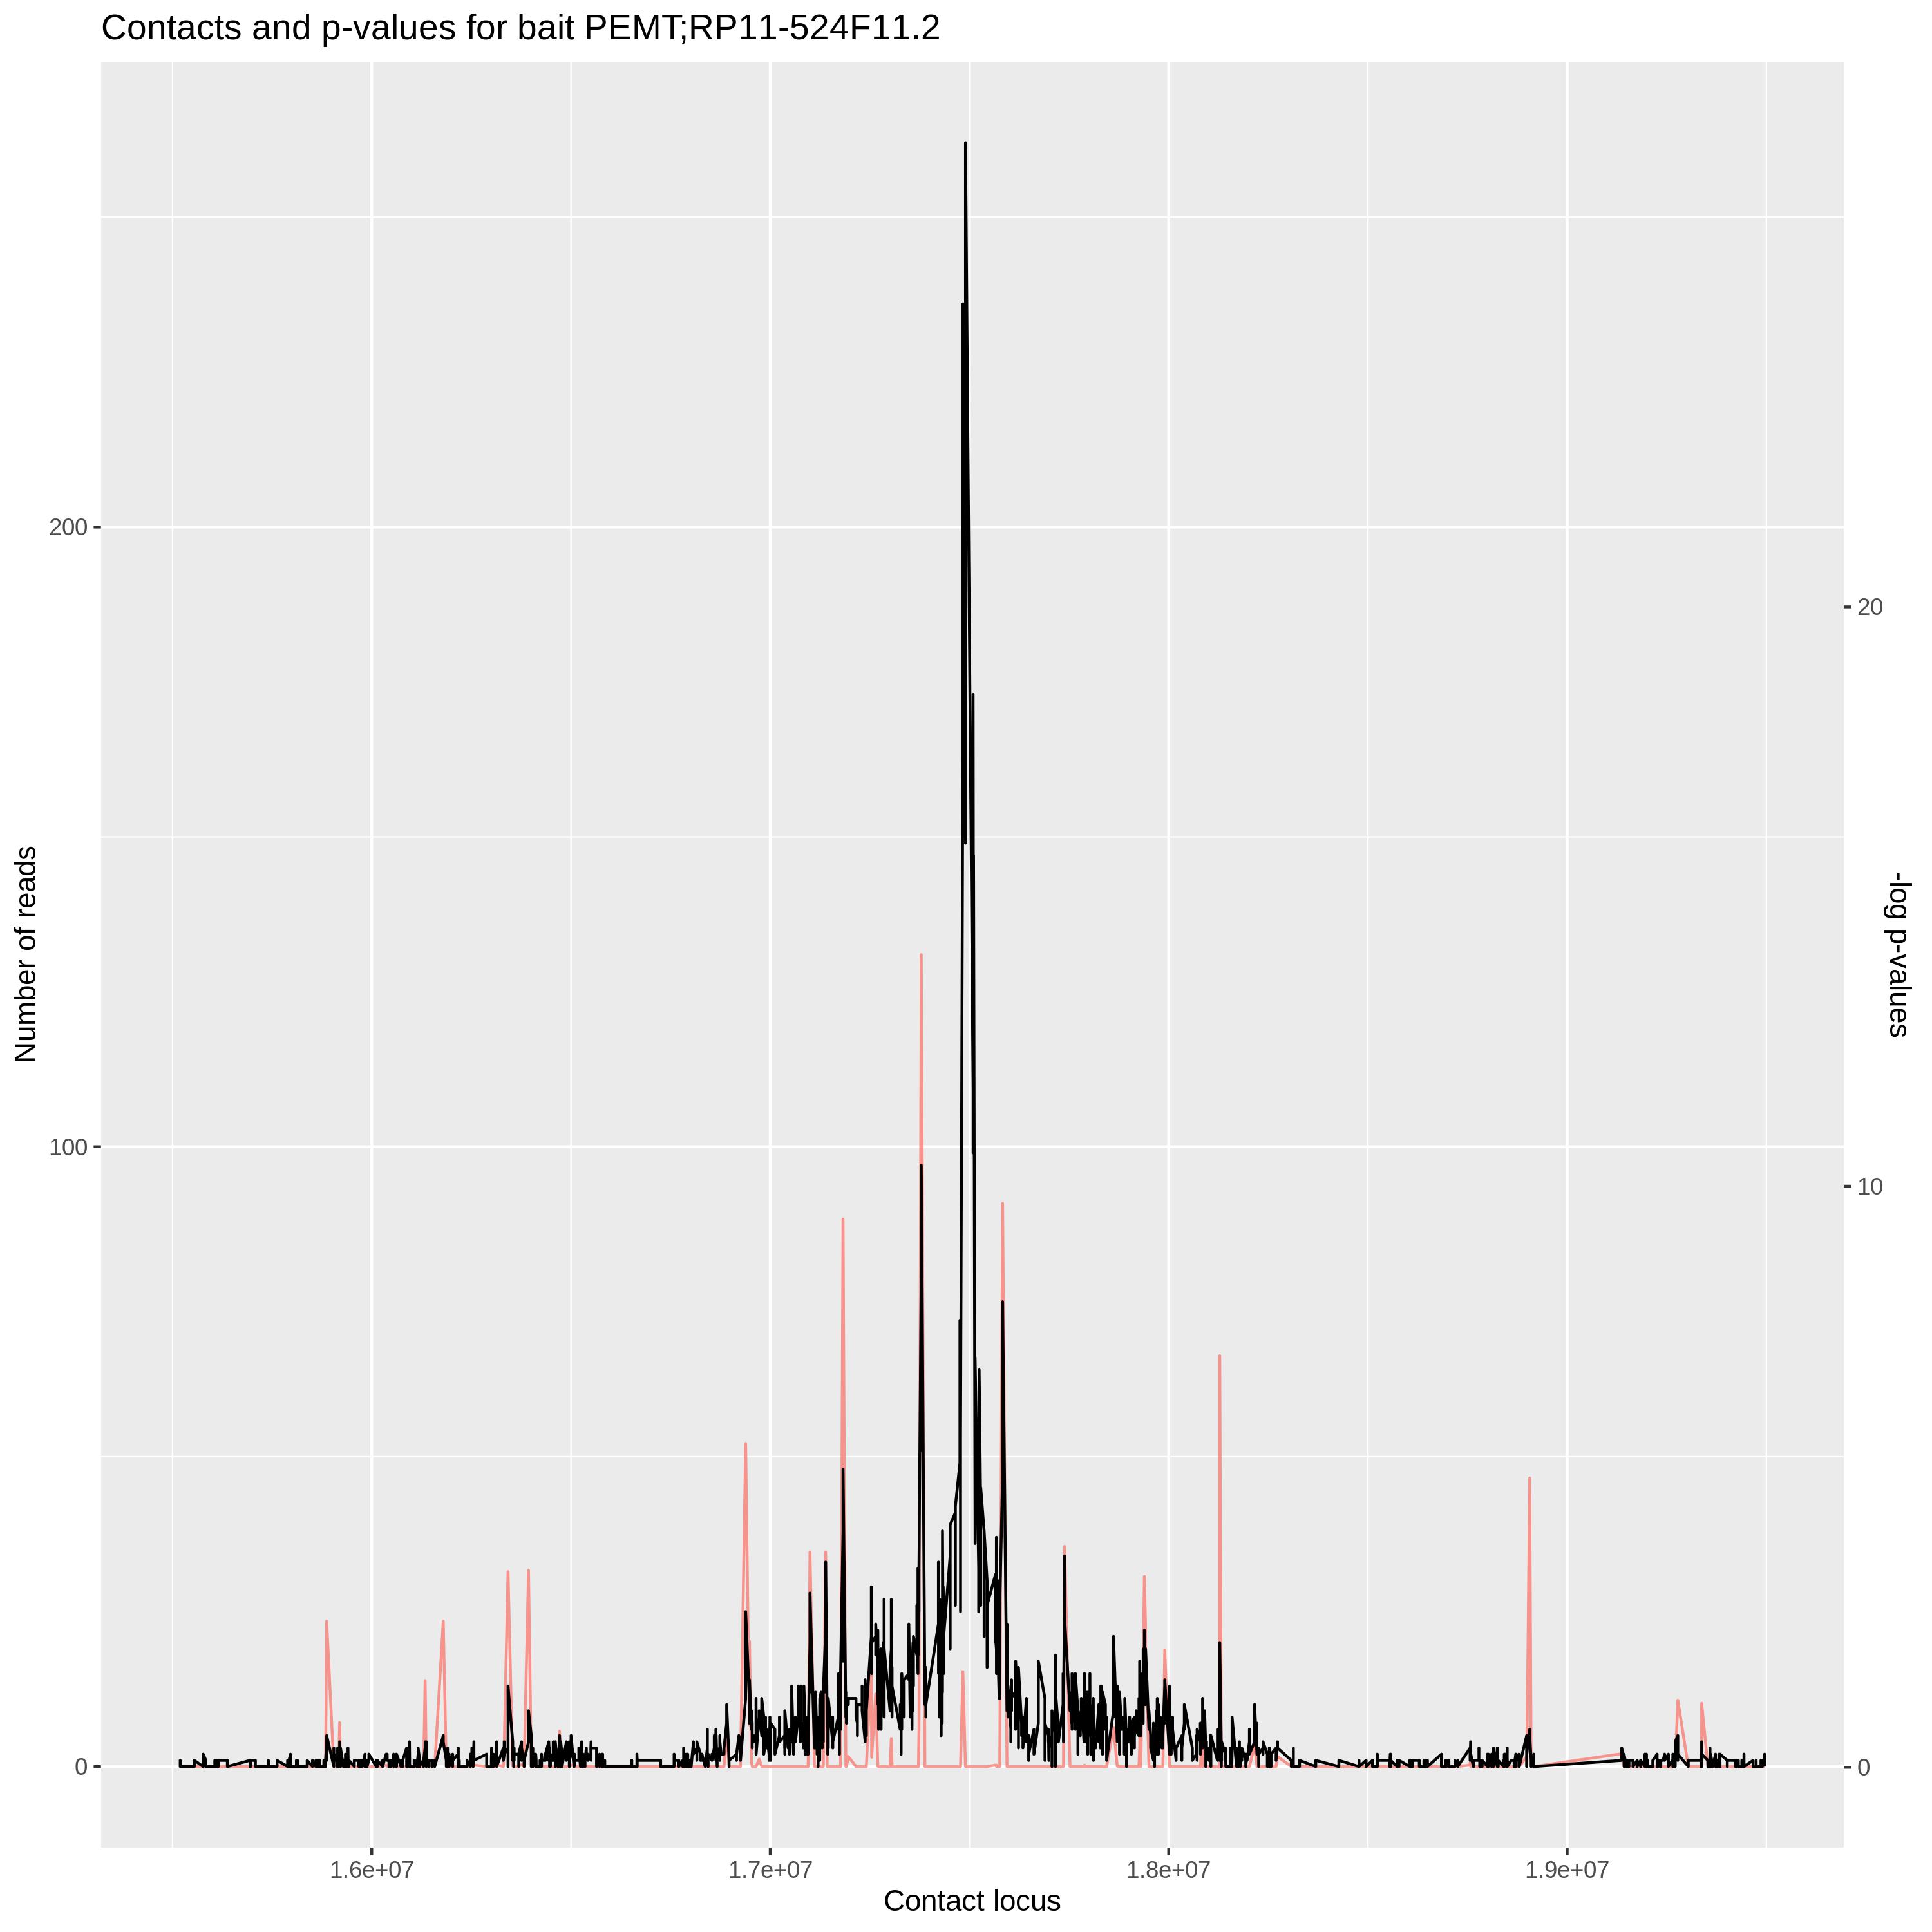 Contacts and p-values for bait PEMT;RP11-524F11.2
Number of reads
200
100
0
20
10
0
-log p-values
1.6e+07
1.7e+07
1.8e+07
1.9e+07
Contact locus